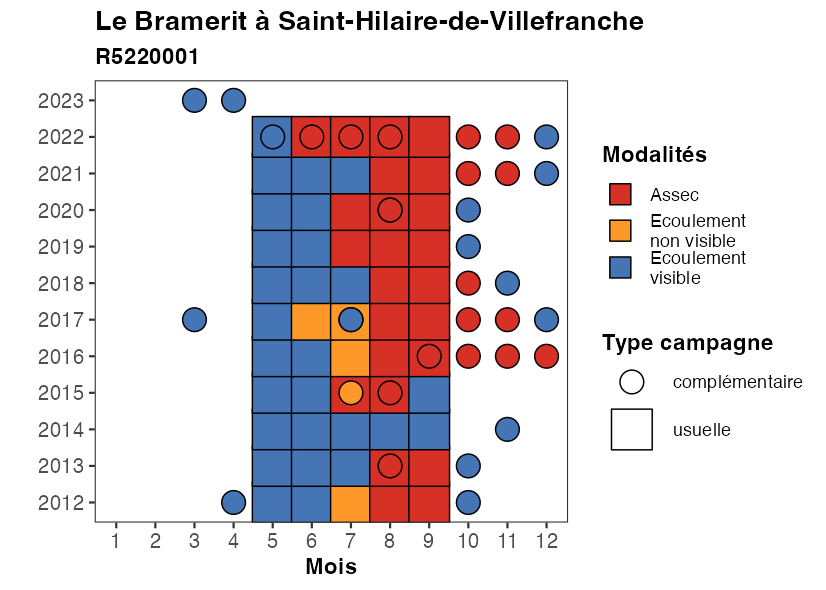 Le Bramerit à Saint-Hilaire-de-Villefranche
R5220001
2023
2022
2021
2020
2019
2018
2017
2016
2015
2014
2013
2012
1 2 3 4 5 6 7 8 9 10 11 12
Mois
Modalités
Assec
Ecoulement
non visible
Ecoulement
visible
Type campagne
complémentaire
usuelle